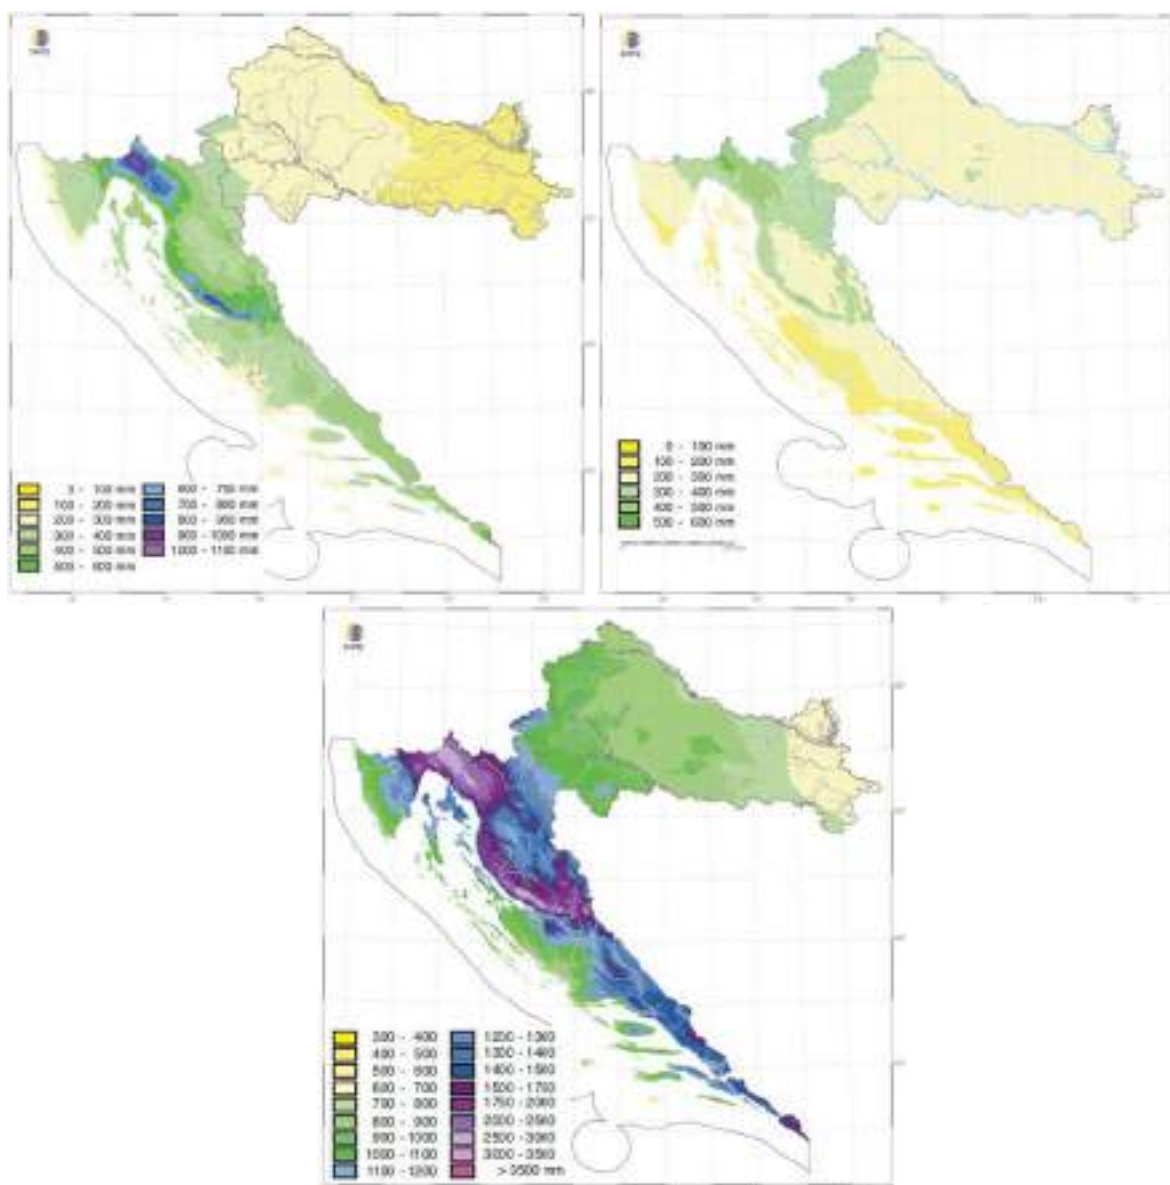 0 - 100 mm
100 - 200 mm
200 - 300 mm
300 - 400 mm
400 - 500 mm
500 - 600 mm
600 - 700 mm
700 - 800 mm
800 - 900 mm
900 - 1000 mm
1000 - 1100 mm
0 - 100 mm
100 - 200 mm
200 - 300 mm
300 - 400 mm
400 - 500 mm
500 - 600 mm
300 - 400
400 - 500
500 - 600
600 - 700
700 - 800
800 - 900
900 - 1000
1000 - 1100
1100 - 1200
1200 - 1300
1300 - 1400
1400 - 1500
1500 - 1750
1750 - 2000
2000 - 2500
2500 - 3000
3000 - 3500
> 3500 mm